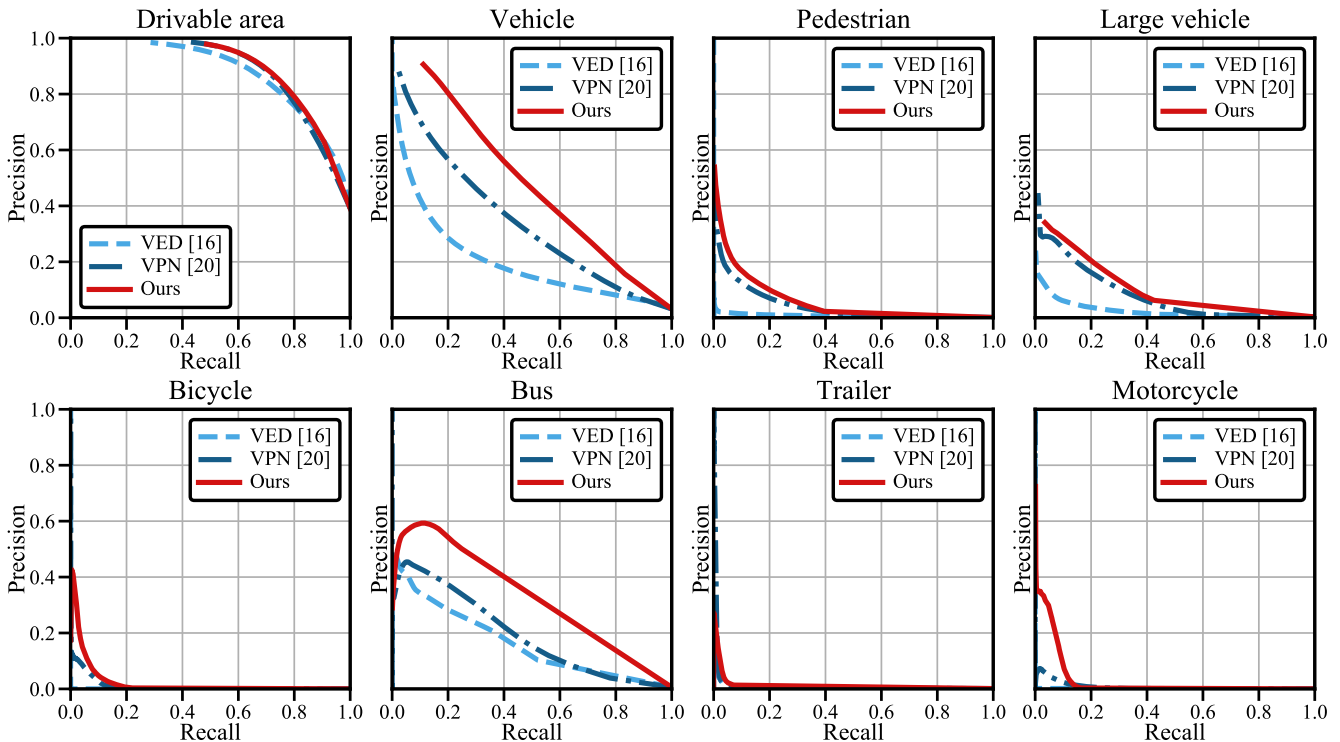 Drivable area
Precision
1.0
0.8
0.6
0.4
0.2
0.0
VED [16]
VPN [20]
Ours
0.0 0.2 0.4 0.6 0.8 1.0
Recall
Vehicle
Precision
VED [16]
VPN [20]
Ours
0.0 0.2 0.4 0.6 0.8 1.0
Recall
Pedestrian
Precision
VED [16]
VPN [20]
Ours
0.0 0.2 0.4 0.6 0.8 1.0
Recall
Large vehicle
Precision
VED [16]
VPN [20]
Ours
0.0 0.2 0.4 0.6 0.8 1.0
Recall
Bicycle
Precision
1.0
0.8
0.6
0.4
0.2
0.0
VED [16]
VPN [20]
Ours
0.0 0.2 0.4 0.6 0.8 1.0
Recall
Bus
Precision
VED [16]
VPN [20]
Ours
0.0 0.2 0.4 0.6 0.8 1.0
Recall
Trailer
Precision
VED [16]
VPN [20]
Ours
0.0 0.2 0.4 0.6 0.8 1.0
Recall
Motorcycle
Precision
VED [16]
VPN [20]
Ours
0.0 0.2 0.4 0.6 0.8 1.0
Recall